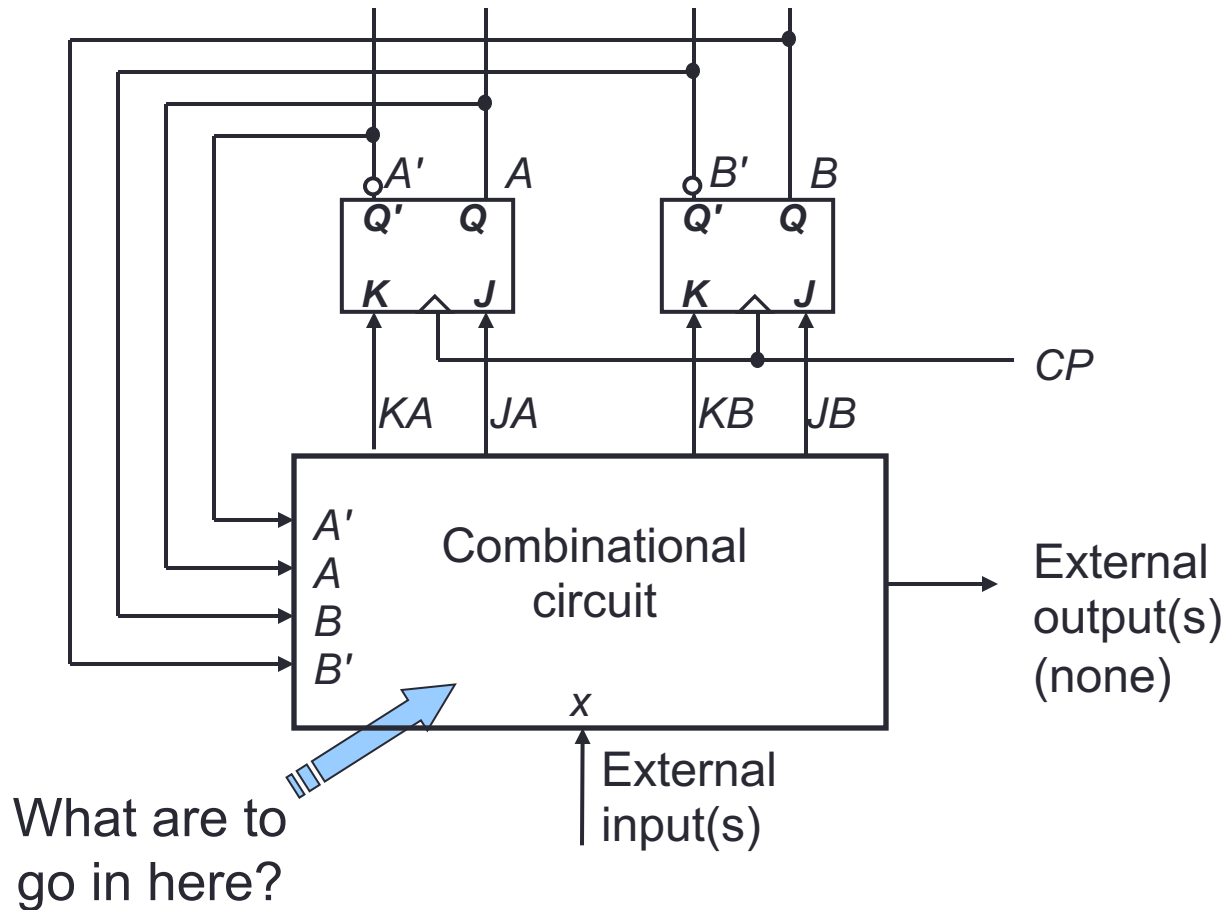 A' A B' B
Q' Q Q' Q
K J K J
CP
KA JA KB JB
A'
A
B
B'
Combinational
circuit
x
External
output(s)
(none)
External
input(s)
What are to
go in here?